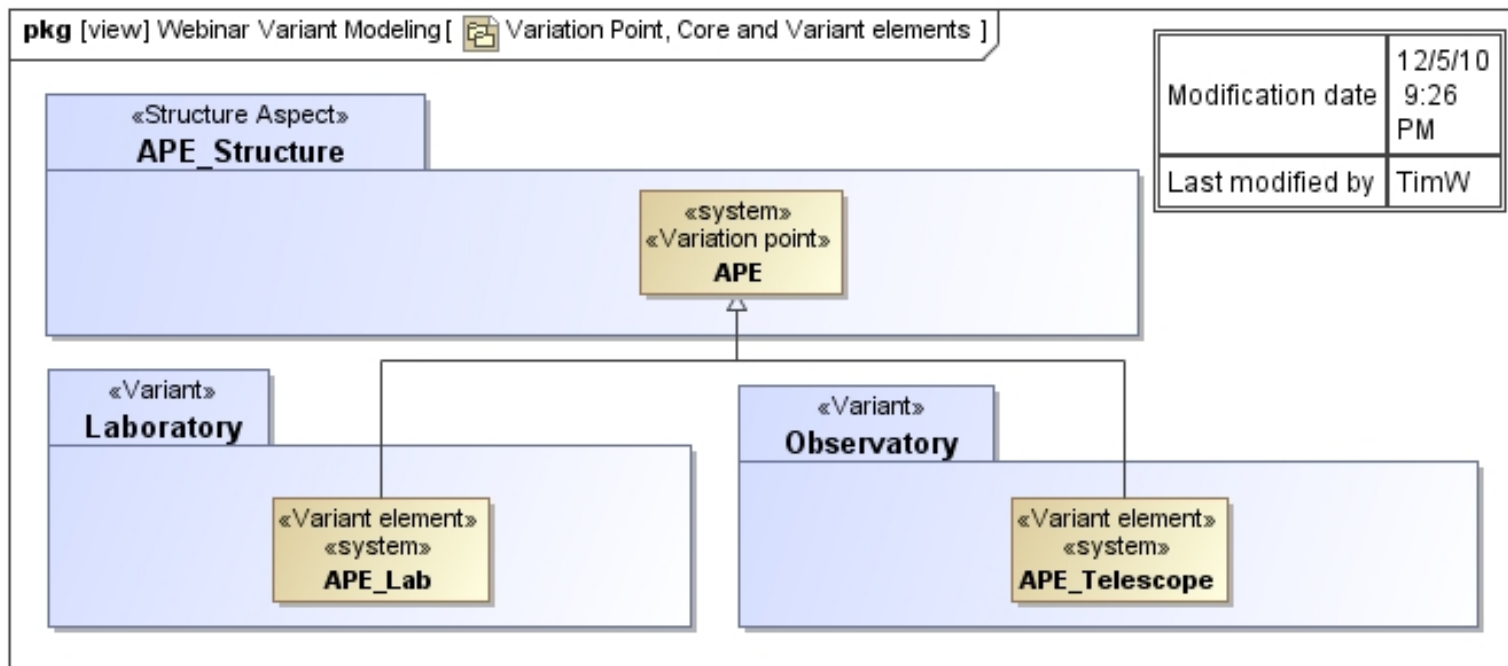 pkg [view] Webinar Variant Modeling [ Variation Point, Core and Variant elements ]
Modification date
12/5/10
9:26
PM
Last modified by
TimW
«Structure Aspect»
APE_Structure
«system»
«Variation point»
APE
«Variant»
Laboratory
«Variant element»
«system»
APE_Lab
«Variant»
Observatory
«Variant element»
«system»
APE_Telescope